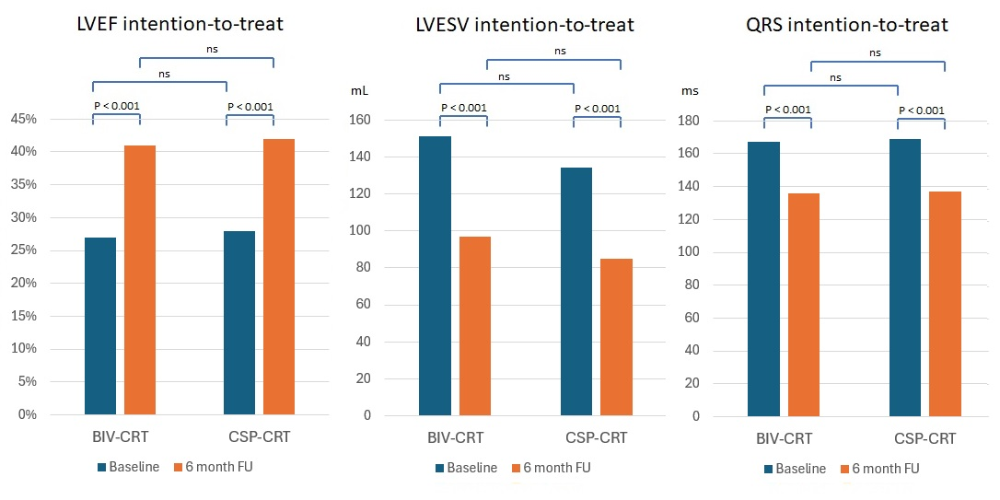 LVEF intention-to-treat
ns
ns
P < 0.001
P < 0.001
45%
40%
35%
30%
25%
20%
15%
10%
5%
0%
BIV-CRT
CSP-CRT
Baseline
6 month FU
LVESV intention-to-treat
ns
ns
mL
P < 0.001
P < 0.001
160
140
120
100
80
60
40
20
0
BIV-CRT
CSP-CRT
Baseline
6 month FU
QRS intention-to-treat
ns
ns
ms
P < 0.001
P < 0.001
180
160
140
120
100
80
60
40
20
0
BIV-CRT
CSP-CRT
Baseline
6 month FU